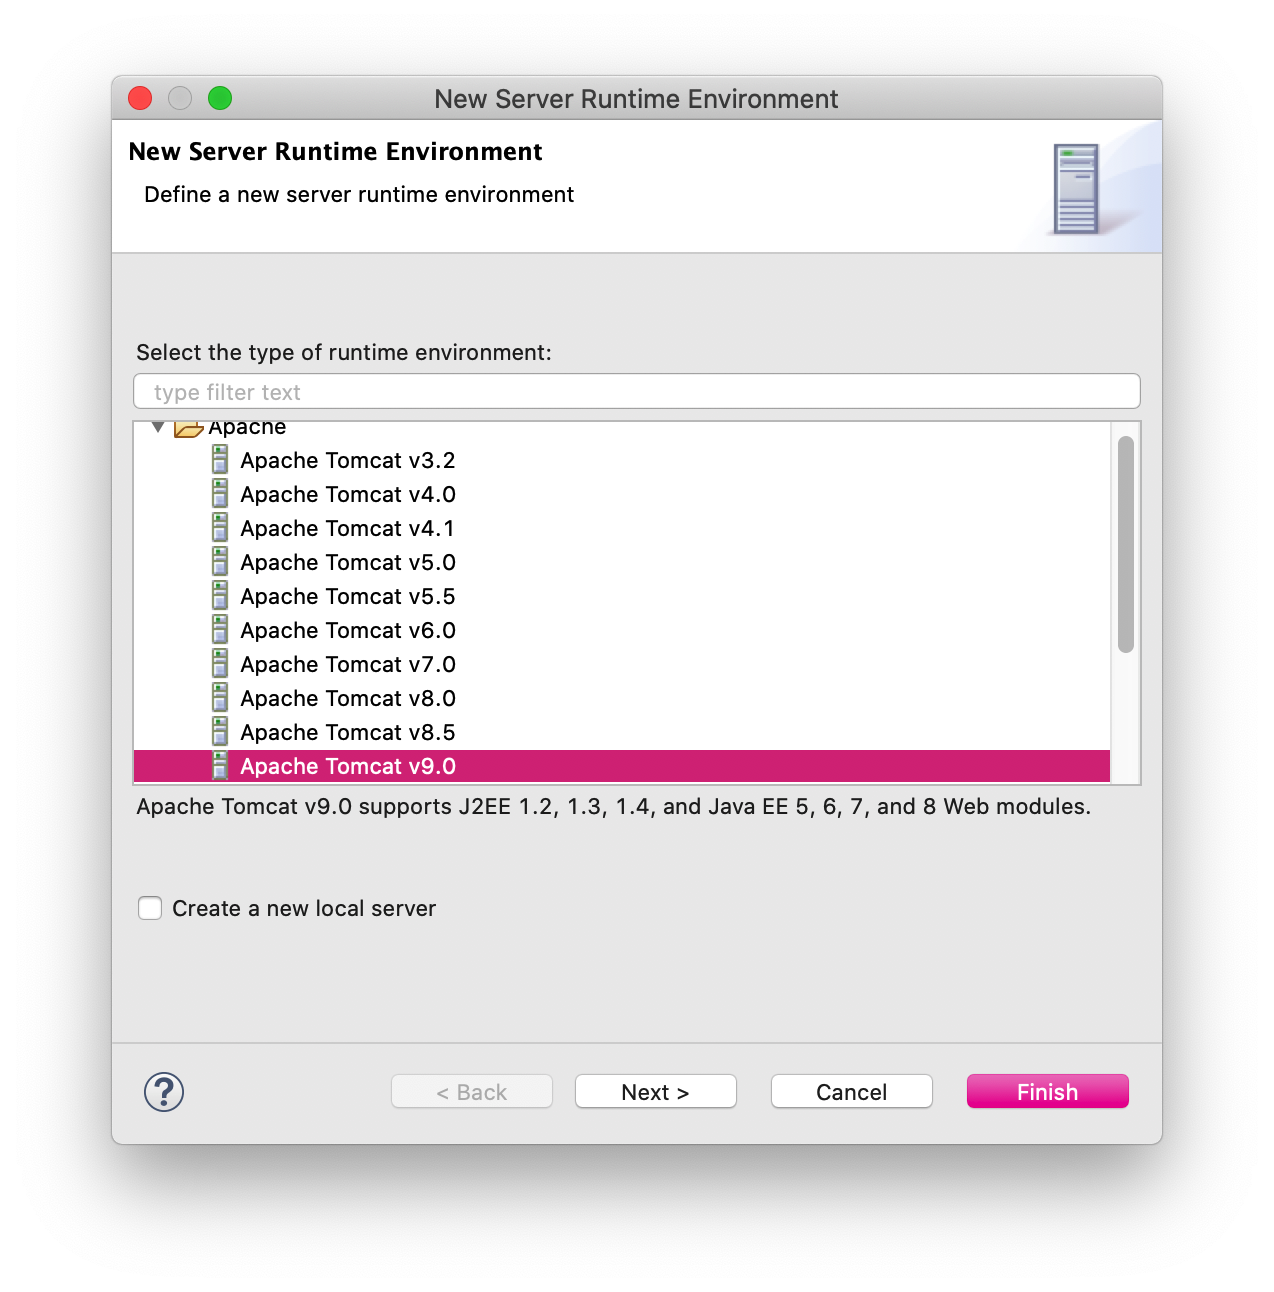 New Server Runtime Environment
New Server Runtime Environment
Define a new server runtime environment
Select the type of runtime environment:
type filter text
Apache
Apache Tomcat v3.2
Apache Tomcat v4.0
Apache Tomcat v4.1
Apache Tomcat v5.0
Apache Tomcat v5.5
Apache Tomcat v6.0
Apache Tomcat v7.0
Apache Tomcat v8.0
Apache Tomcat v8.5
Apache Tomcat v9.0
Apache Tomcat v9.0 supports J2EE 1.2, 1.3, 1.4, and Java EE 5, 6, 7, and 8 Web modules.
Create a new local server
? < Back Next > Cancel Finish